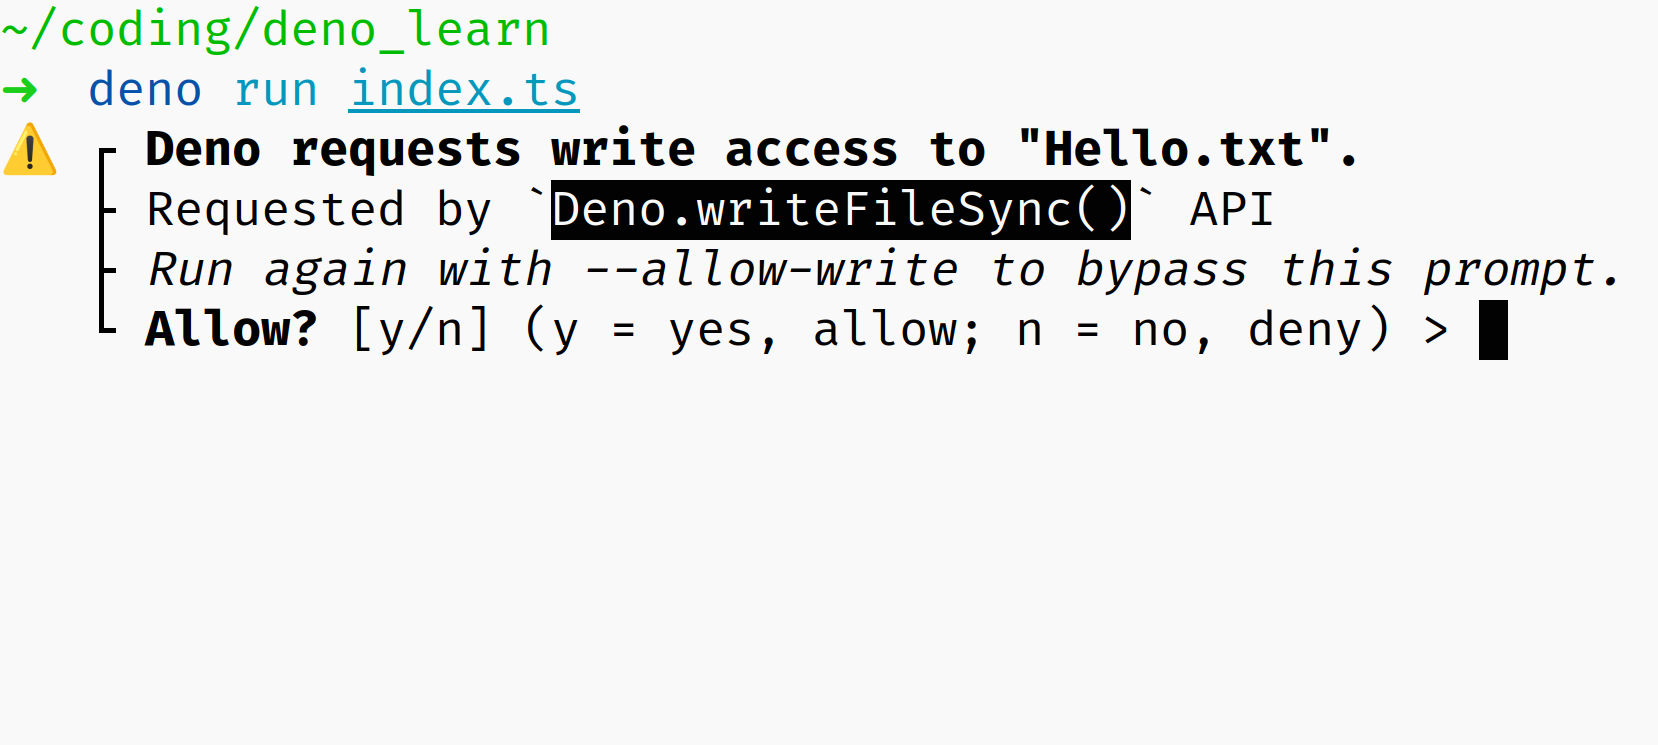 ~/coding/deno_learn
➜ deno run index.ts
⚠️ ┌ Deno requests write access to "Hello.txt".
├ Requested by `Deno.writeFileSync()` API
├ Run again with --allow-write to bypass this prompt.
└ Allow? [y/n] (y = yes, allow; n = no, deny) >